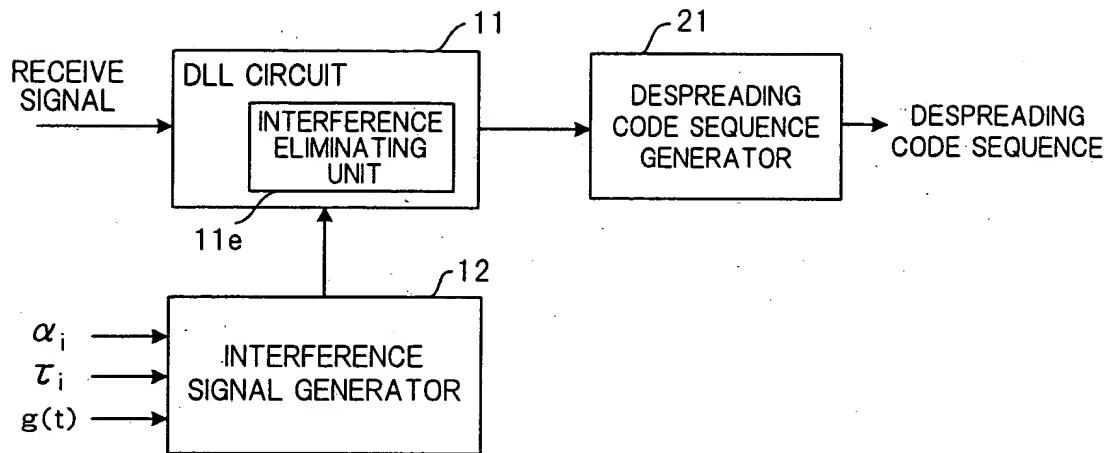 11
21
RECEIVE
SIGNAL
DLL CIRCUIT
INTERFERENCE
ELIMINATING
UNIT
11e
DESPREADING
CODE SEQUENCE
GENERATOR
DESPREADING
CODE SEQUENCE
12
αi
τi
g(t)
INTERFERENCE
SIGNAL GENERATOR